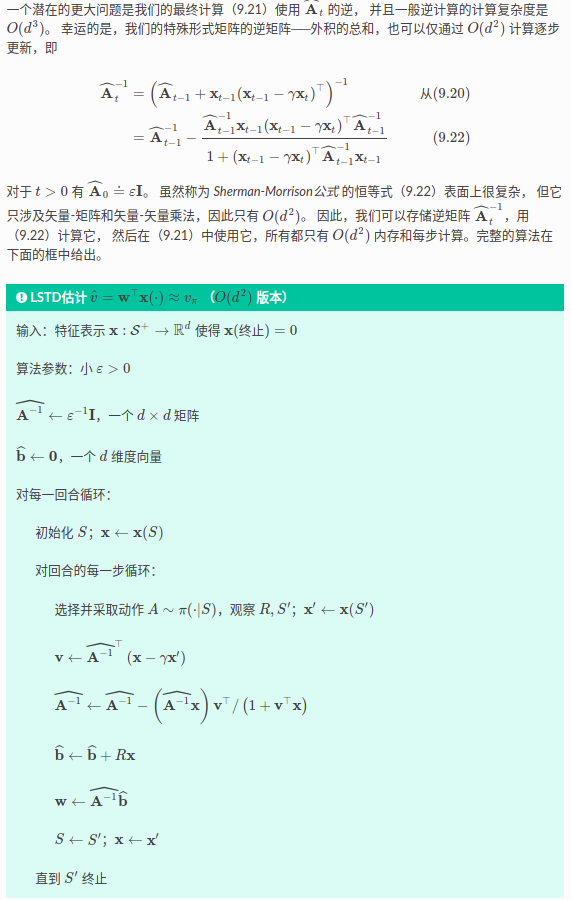 一个潜在的更大问题是我们的最终计算（9.21）使用 $\widehat{\mathbf{A}}_t$ 的逆， 并且一般逆计算的计算复杂度是
$O(d^3)$。 幸运的是，我们的特殊形式矩阵的逆矩阵——外积的总和，也可以仅通过 $O(d^2)$ 计算逐步
更新，即
$\widehat{\mathbf{A}}_t^{-1} = \left(\widehat{\mathbf{A}}_{t-1} + \mathbf{x}_{t-1}(\mathbf{x}_{t-1} - \gamma\mathbf{x}_t)^\top\right)^{-1}$ 从(9.20)
$= \widehat{\mathbf{A}}_{t-1}^{-1} - \frac{\widehat{\mathbf{A}}_{t-1}^{-1}\mathbf{x}_{t-1}(\mathbf{x}_{t-1} - \gamma\mathbf{x}_t)^\top\widehat{\mathbf{A}}_{t-1}^{-1}}{1 + (\mathbf{x}_{t-1} - \gamma\mathbf{x}_t)^\top\widehat{\mathbf{A}}_{t-1}^{-1}\mathbf{x}_{t-1}}$ (9.22)
对于 $t > 0$ 有 $\widehat{\mathbf{A}}_0 \doteq \varepsilon\mathbf{I}$。 虽然称为 Sherman-Morrison公式 的恒等式（9.22）表面上很复杂， 但它
只涉及矢量-矩阵和矢量-矢量乘法，因此只有 $O(d^2)$。 因此，我们可以存储逆矩阵 $\widehat{\mathbf{A}}_t^{-1}$，用
（9.22）计算它， 然后在（9.21）中使用它，所有都只有 $O(d^2)$ 内存和每步计算。完整的算法在
下面的框中给出。
LSTD估计 $\hat{v} = \mathbf{w}^\top\mathbf{x}(\cdot) \approx v_\pi$ （$O(d^2)$ 版本）
输入：特征表示 $\mathbf{x} : \mathcal{S}^+ \to \mathbb{R}^d$ 使得 $\mathbf{x}(终止) = 0$
算法参数：小 $\varepsilon > 0$
$\widehat{\mathbf{A}^{-1}} \leftarrow \varepsilon^{-1}\mathbf{I}$，一个 $d \times d$ 矩阵
$\widehat{\mathbf{b}} \leftarrow \mathbf{0}$，一个 $d$ 维度向量
对每一回合循环：
初始化 $S$；$\mathbf{x} \leftarrow \mathbf{x}(S)$
对回合的每一步循环：
选择并采取动作 $A \sim \pi(\cdot|S)$，观察 $R, S'$；$\mathbf{x}' \leftarrow \mathbf{x}(S')$
$\mathbf{v} \leftarrow \widehat{\mathbf{A}^{-1}}^\top (\mathbf{x} - \gamma\mathbf{x}')$
$\widehat{\mathbf{A}^{-1}} \leftarrow \widehat{\mathbf{A}^{-1}} - \left(\widehat{\mathbf{A}^{-1}}\mathbf{x}\right)\mathbf{v}^\top / \left(1 + \mathbf{v}^\top\mathbf{x}\right)$
$\widehat{\mathbf{b}} \leftarrow \widehat{\mathbf{b}} + R\mathbf{x}$
$\mathbf{w} \leftarrow \widehat{\mathbf{A}^{-1}}\widehat{\mathbf{b}}$
$S \leftarrow S'$；$\mathbf{x} \leftarrow \mathbf{x}'$
直到 $S'$ 终止